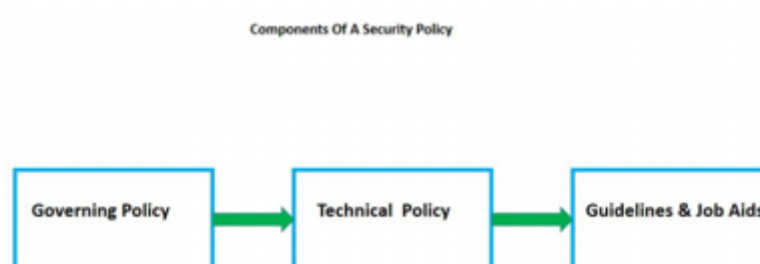 Components Of A Security Policy
Governing Policy
Technical Policy
Guidelines & Job Aids